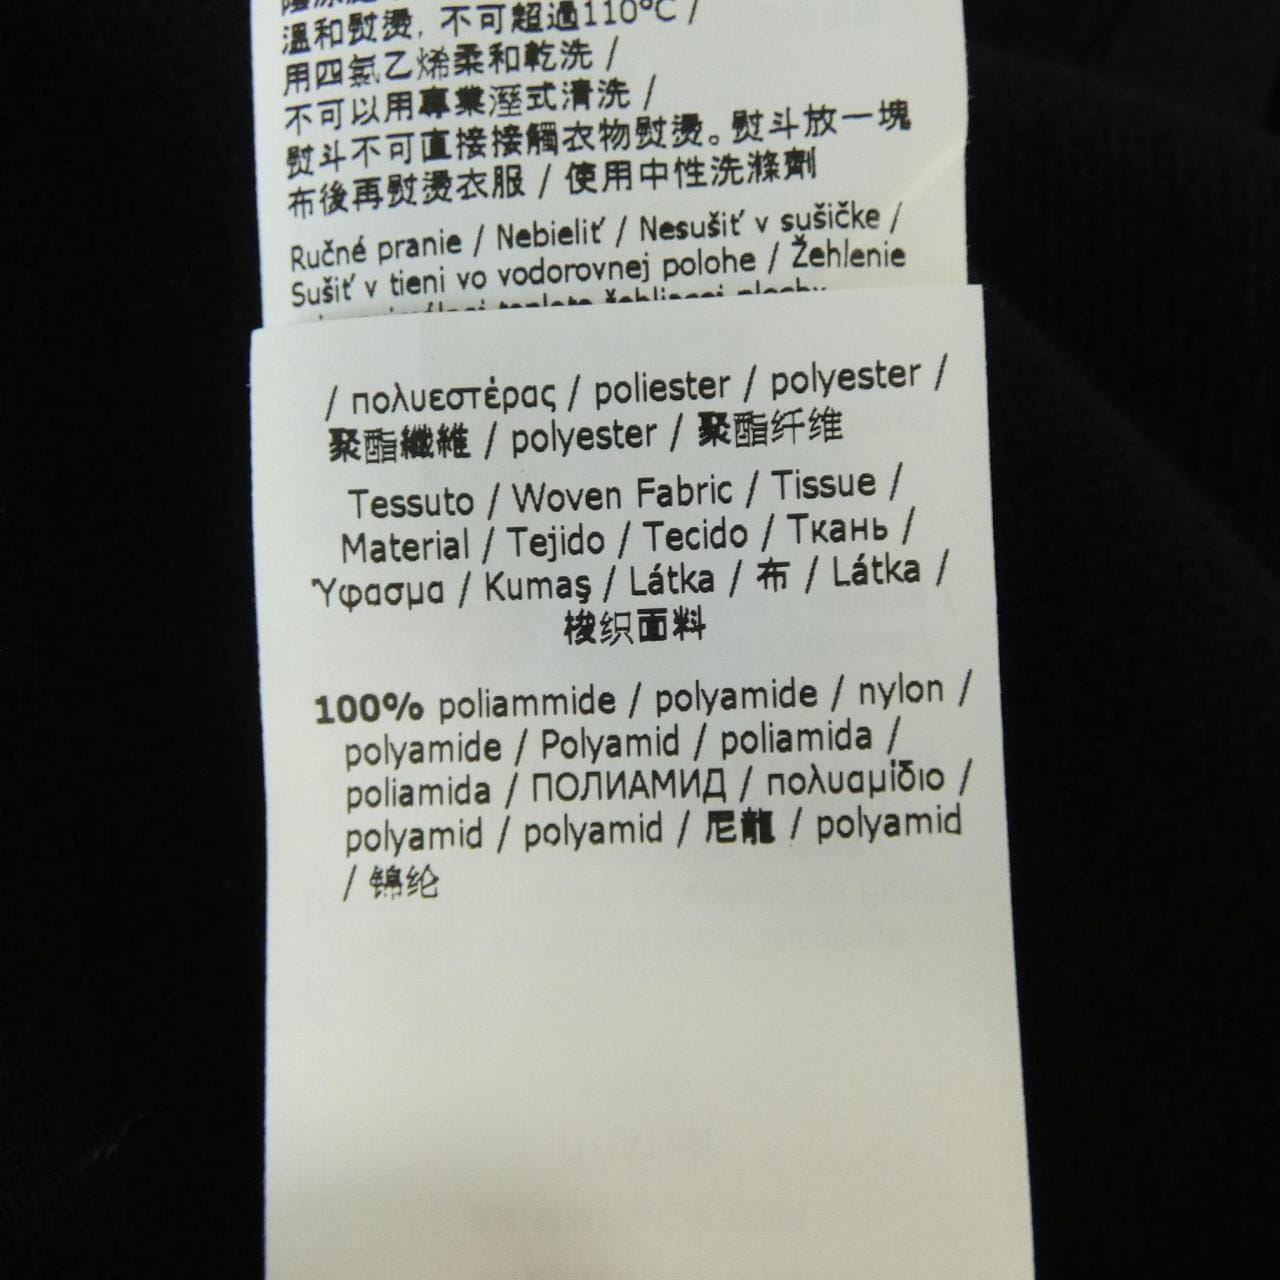 溫和熨燙, 不可超過110°C /
用四氯乙烯柔和乾洗 /
不可以用專業溼式清洗 /
熨斗不可直接接觸衣物熨燙。熨斗放一塊
布後再熨燙衣服 / 使用中性洗滌劑
Ručné pranie / Nebieliť / Nesušiť v sušičke /
Sušiť v tieni vo vodorovnej polohe / Žehlenie
/ πολυεστέρας / poliester / polyester /
聚酯纖維 / polyester / 聚酯纤维
Tessuto / Woven Fabric / Tissue /
Material / Tejido / Tecido / Ткань /
Ύφασμα / Kumaş / Látka / 布 / Látka /
梭织面料
100% poliammide / polyamide / nylon /
polyamide / Polyamid / poliamida /
poliamida / ПОЛИАМИД / πολυαμίδιο /
polyamid / polyamid / 尼龍 / polyamid
/ 锦纶